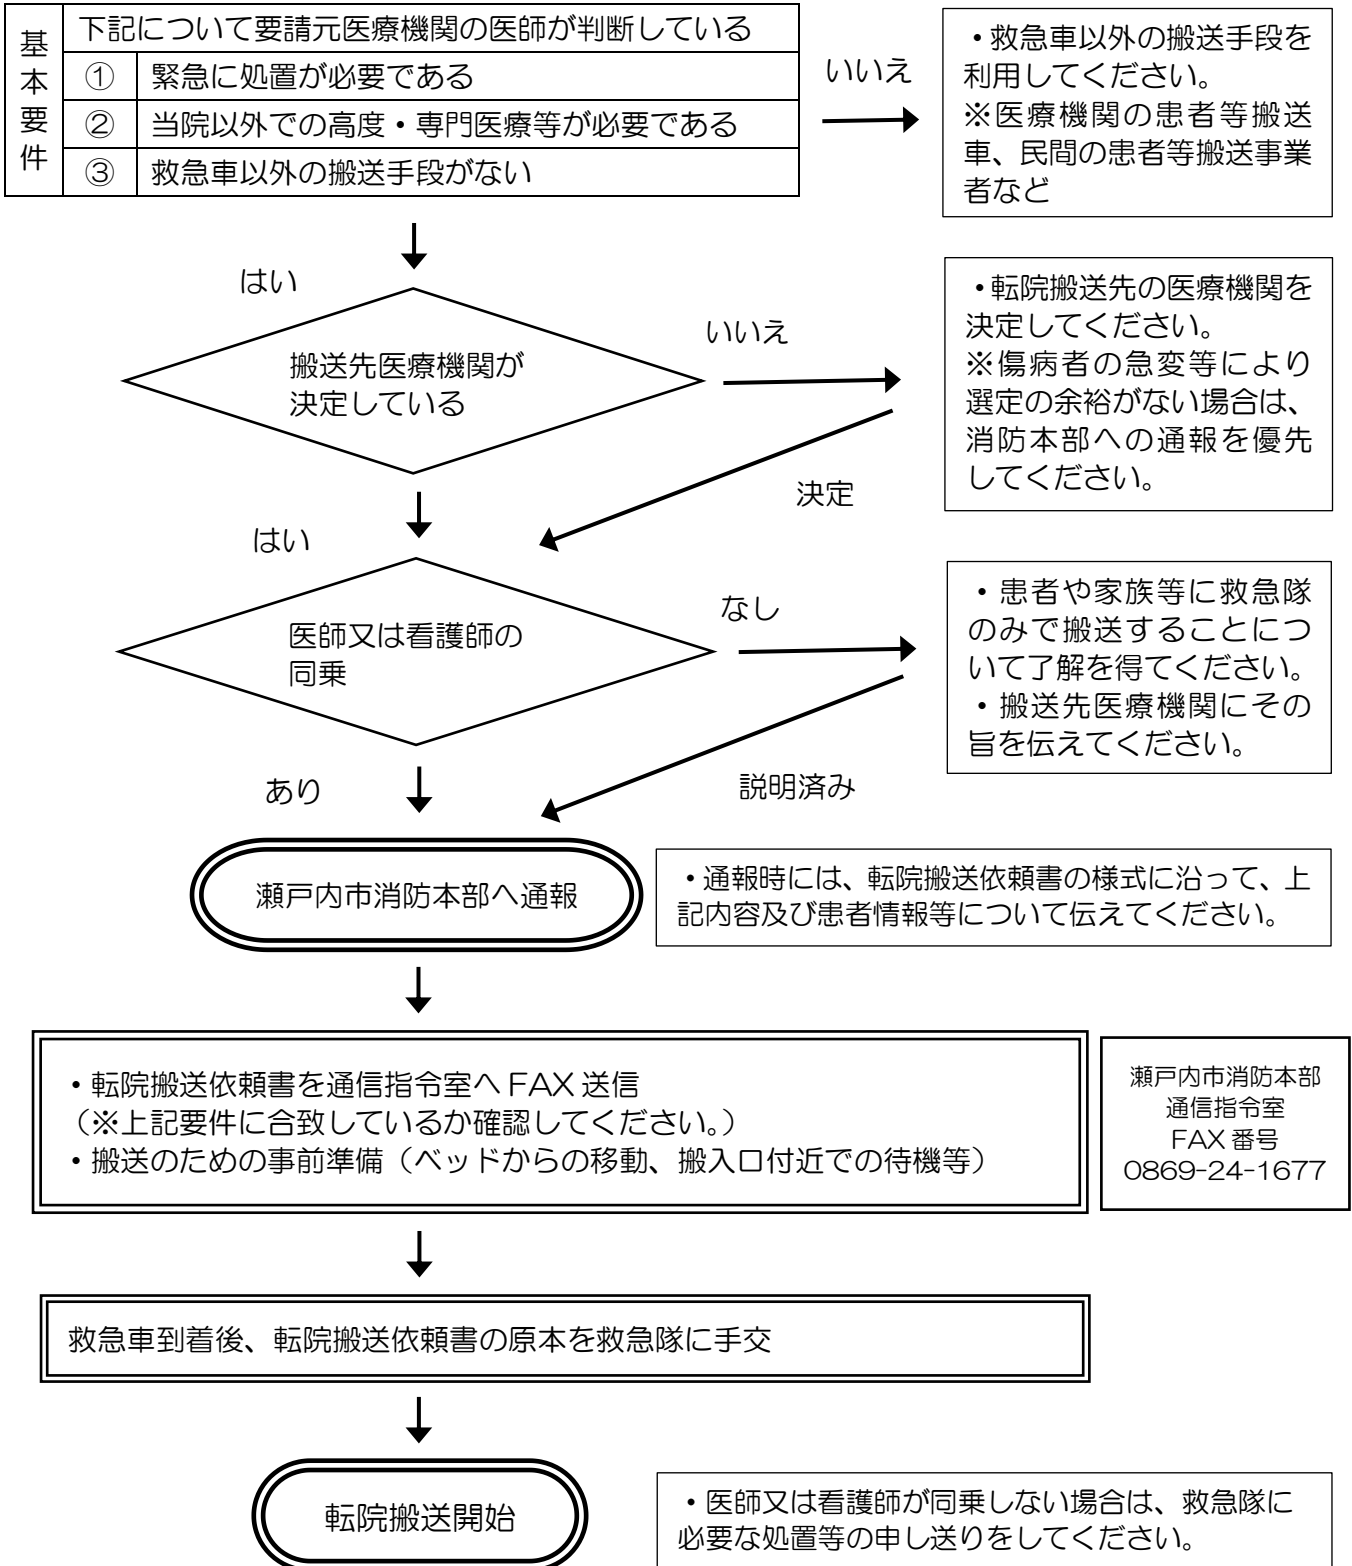 基本要件
下記について要請元医療機関の医師が判断している
① 緊急に処置が必要である
② 当院以外での高度・専門医療等が必要である
③ 救急車以外の搬送手段がない
いいえ
・救急車以外の搬送手段を
利用してください。
※医療機関の患者等搬送
車、民間の患者等搬送事業
者など
はい
搬送先医療機関が
決定している
いいえ
・転院搬送先の医療機関を
決定してください。
※傷病者の急変等により
選定の余裕がない場合は、
消防本部への通報を優先
してください。
決定
はい
医師又は看護師の
同乗
なし
・患者や家族等に救急隊
のみで搬送することにつ
いて了解を得てください。
・搬送先医療機関にその
旨を伝えてください。
あり
説明済み
瀬戸内市消防本部へ通報
・通報時には、転院搬送依頼書の様式に沿って、上
記内容及び患者情報等について伝えてください。
・転院搬送依頼書を通信指令室へ FAX 送信
（※上記要件に合致しているか確認してください。）
・搬送のための事前準備（ベッドからの移動、搬入口付近での待機等）
瀬戸内市消防本部
通信指令室
FAX 番号
0869-24-1677
救急車到着後、転院搬送依頼書の原本を救急隊に手交
転院搬送開始
・医師又は看護師が同乗しない場合は、救急隊に
必要な処置等の申し送りをしてください。